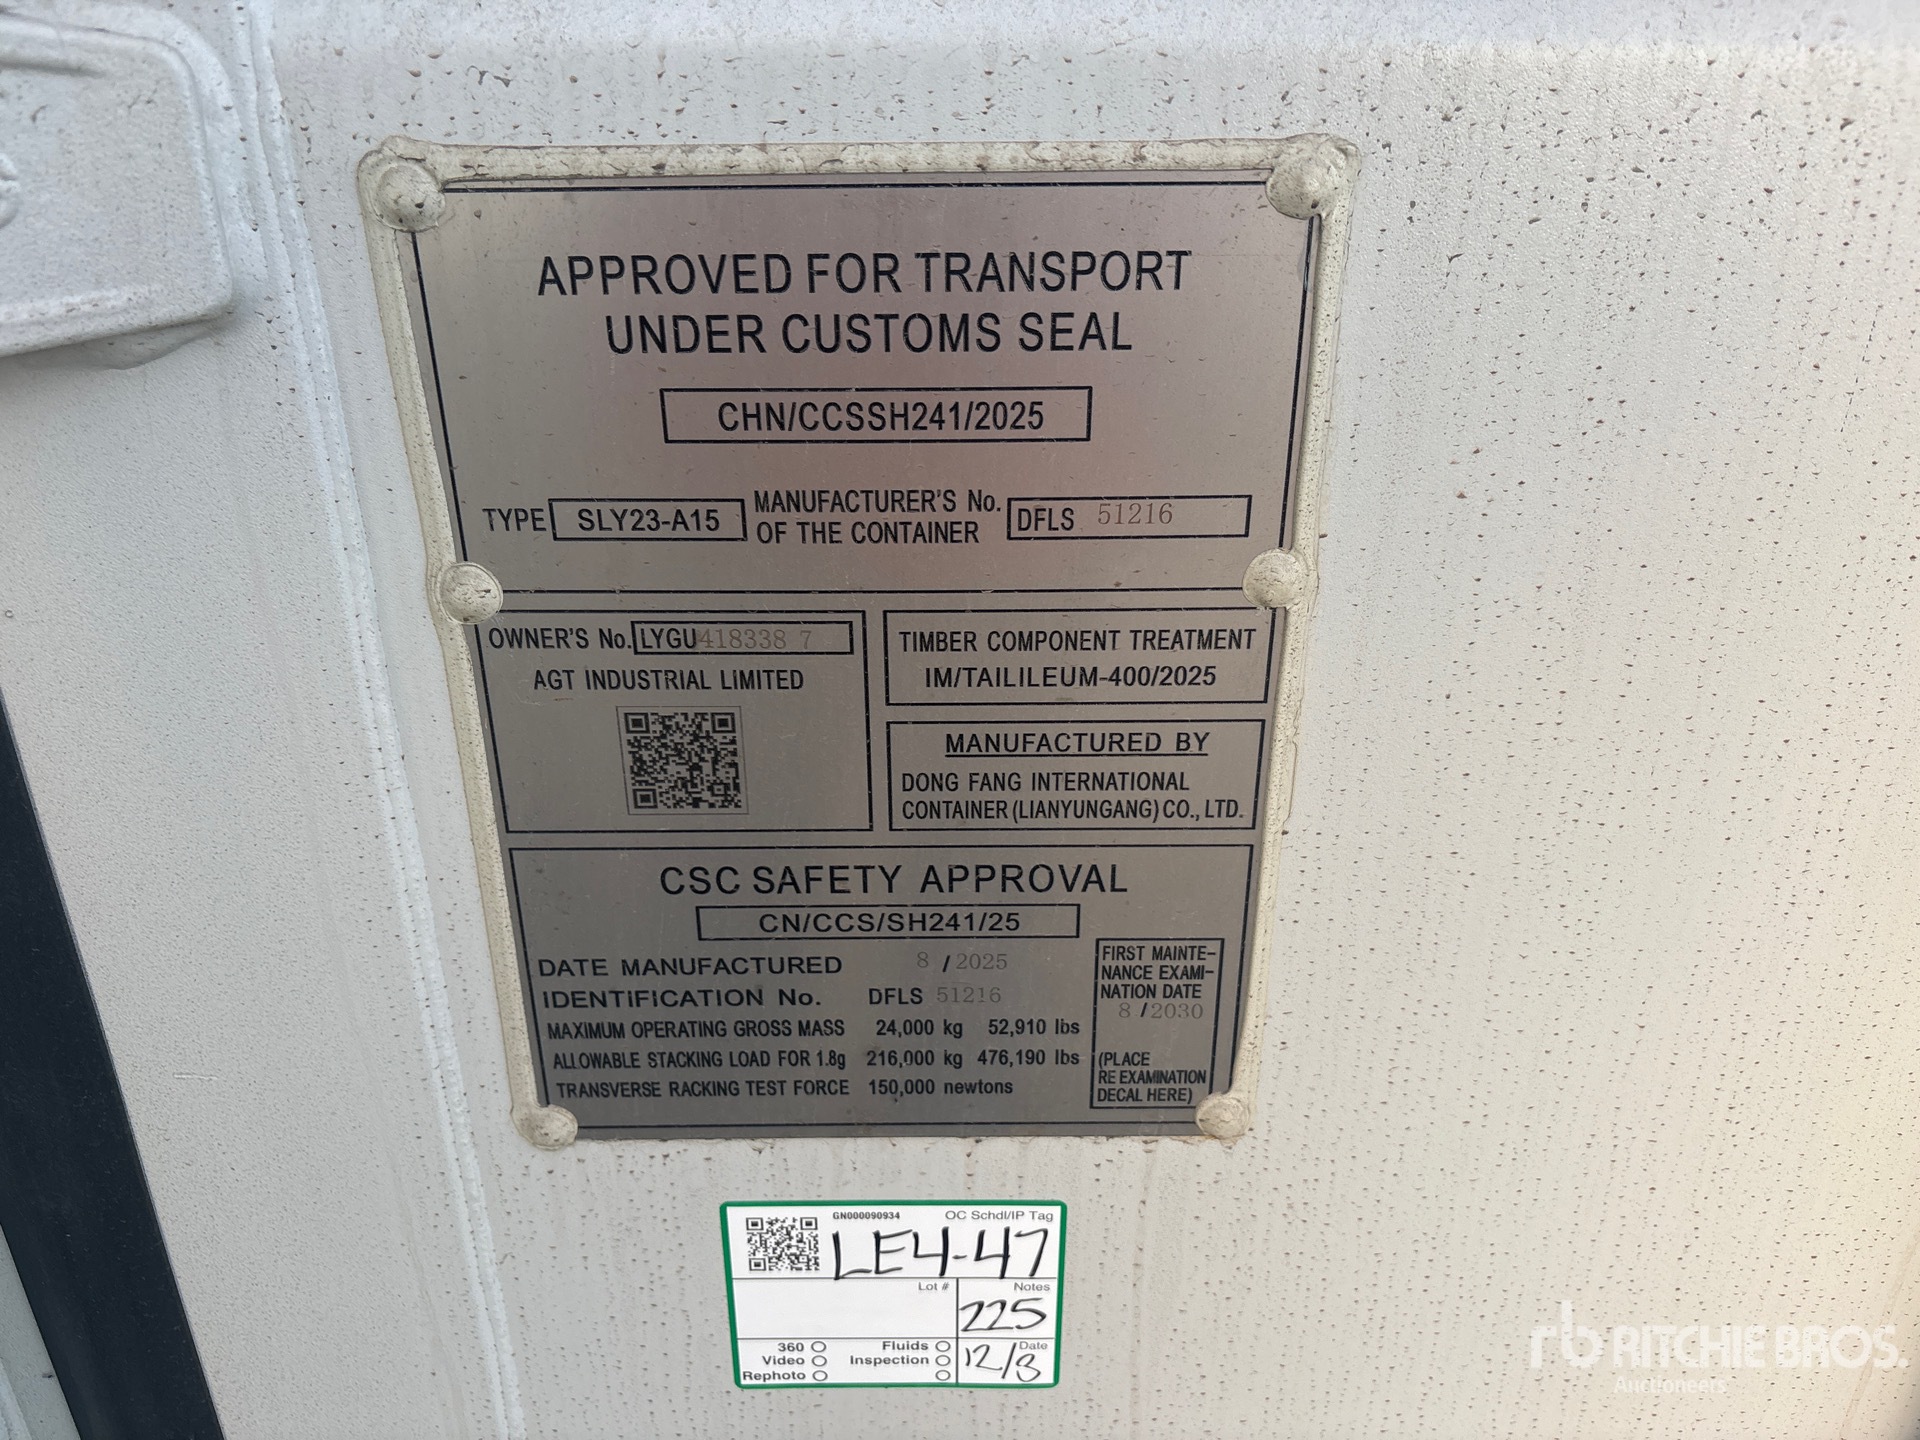 APPROVED FOR TRANSPORT
UNDER CUSTOMS SEAL
CHN/CCSSH241/2025
TYPE SLY23-A15 MANUFACTURER'S No. OF THE CONTAINER DFLS 51216
OWNER'S No. LYGU 418338 7
AGT INDUSTRIAL LIMITED
TIMBER COMPONENT TREATMENT
IM/TAILILEUM-400/2025
MANUFACTURED BY
DONG FANG INTERNATIONAL
CONTAINER (LIANYUNGANG) CO., LTD.
CSC SAFETY APPROVAL
CN/CCS/SH241/25
DATE MANUFACTURED 8 / 2025
IDENTIFICATION No. DFLS 51216
MAXIMUM OPERATING GROSS MASS 24,000 kg 52,910 lbs
ALLOWABLE STACKING LOAD FOR 1.8g 216,000 kg 476,190 lbs
TRANSVERSE RACKING TEST FORCE 150,000 newtons
FIRST MAINTE-
NANCE EXAMI-
NATION DATE
8 / 2030
(PLACE
RE EXAMINATION
DECAL HERE)
GN000090934 OC Schdl/IP Tag
LE4-47
Lot # Notes
225
360 Fluids Date
Video Inspection 12/3
Rephoto
rb RITCHIE BROS.
Auctioneers